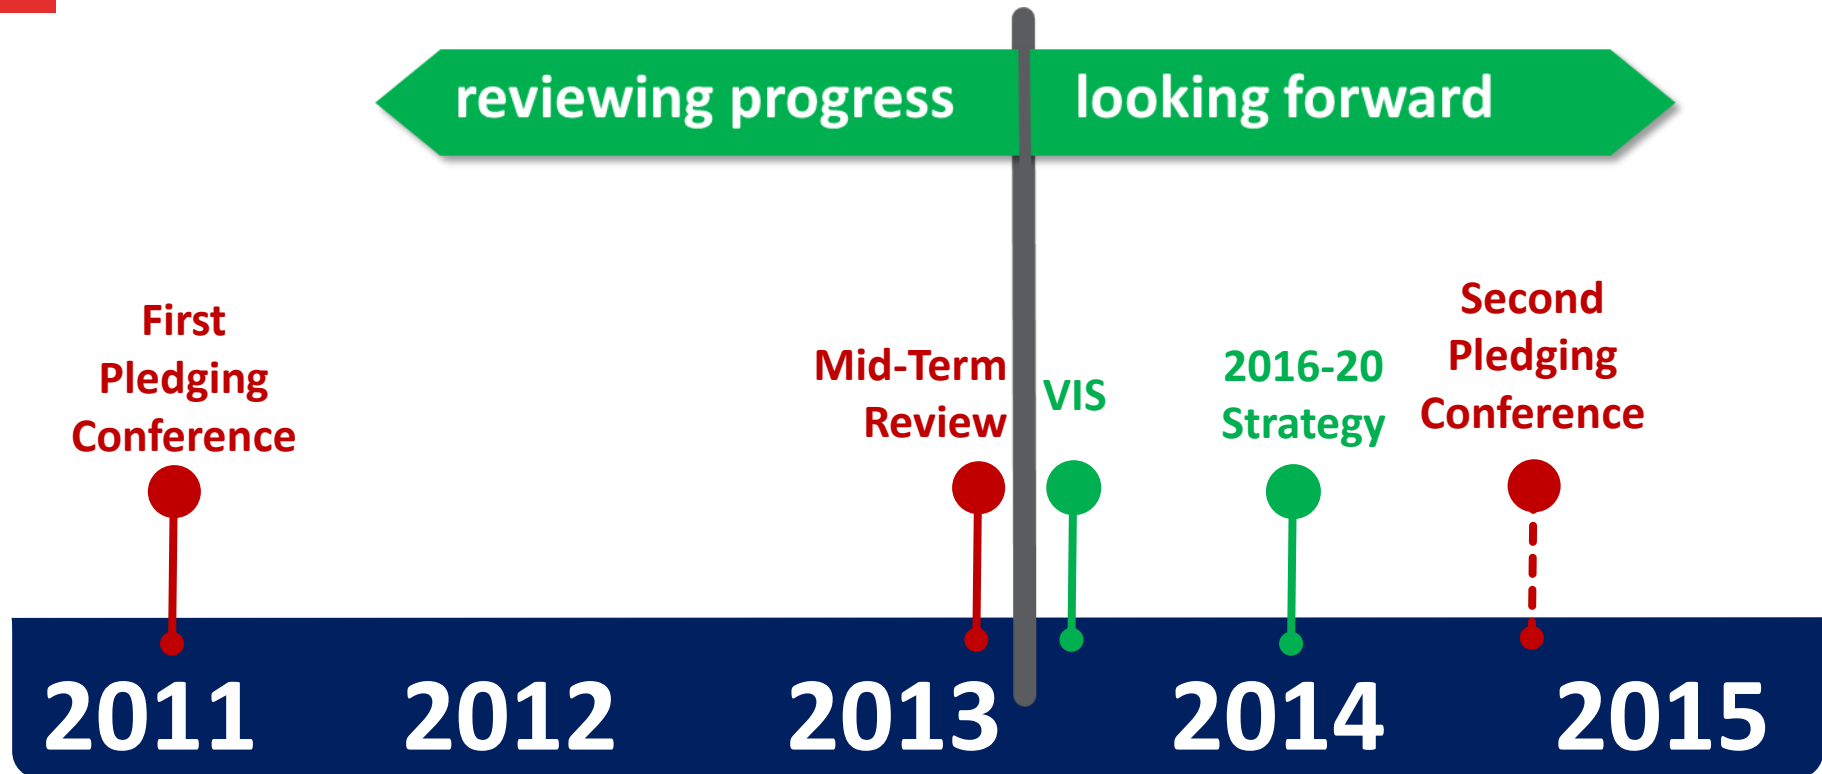 reviewing progress
looking forward
First
Pledging
Conference
Mid-Term
Review
VIS
2016-20
Strategy
Second
Pledging
Conference
2011
2012
2013
2014
2015